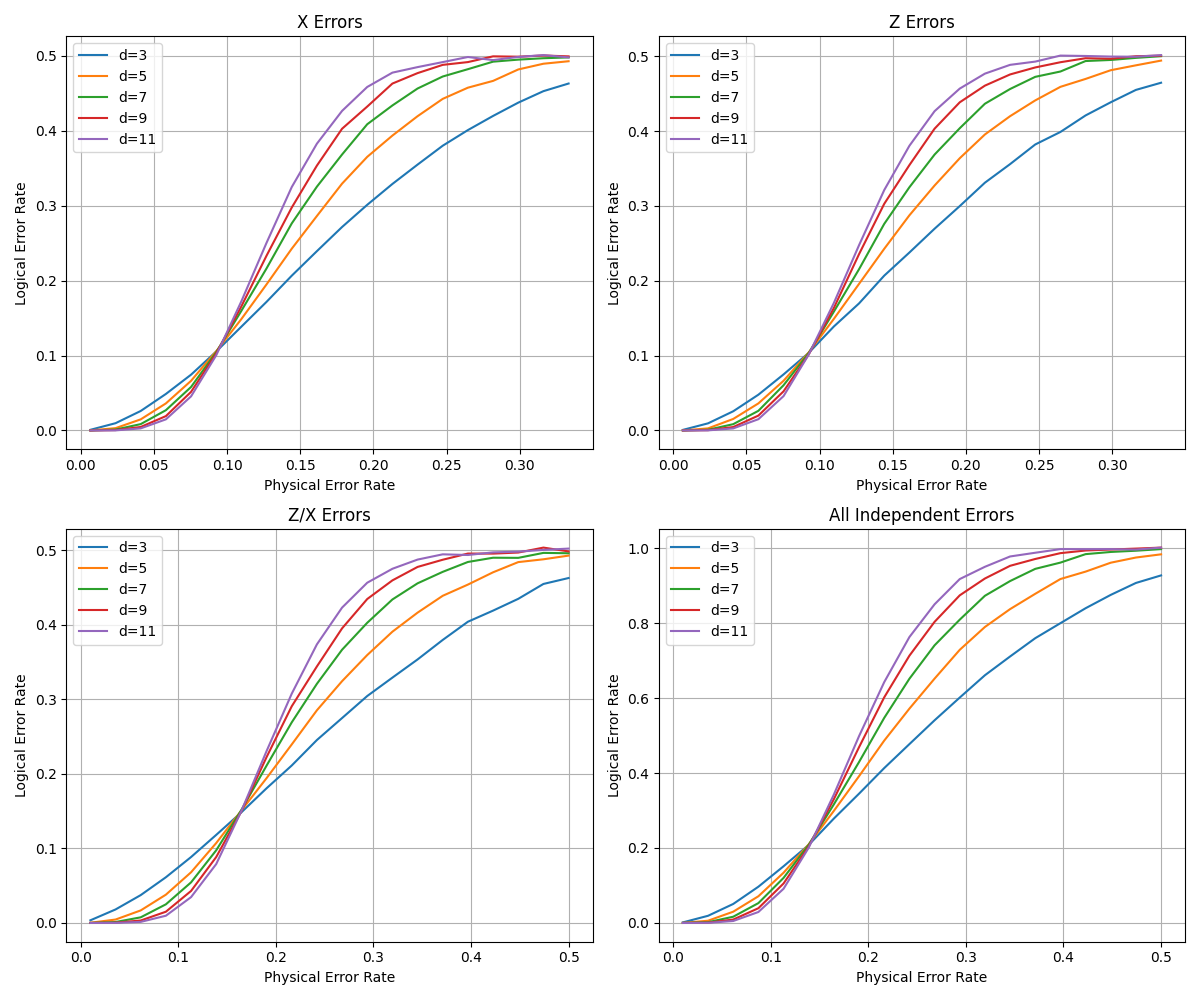 X Errors
d=3
d=5
d=7
d=9
d=11
Logical Error Rate
0.5
0.4
0.3
0.2
0.1
0.0
0.00 0.05 0.10 0.15 0.20 0.25 0.30
Physical Error Rate
Z Errors
d=3
d=5
d=7
d=9
d=11
Logical Error Rate
0.5
0.4
0.3
0.2
0.1
0.0
0.00 0.05 0.10 0.15 0.20 0.25 0.30
Physical Error Rate
Z/X Errors
d=3
d=5
d=7
d=9
d=11
Logical Error Rate
0.5
0.4
0.3
0.2
0.1
0.0
0.0 0.1 0.2 0.3 0.4 0.5
Physical Error Rate
All Independent Errors
d=3
d=5
d=7
d=9
d=11
Logical Error Rate
1.0
0.8
0.6
0.4
0.2
0.0
0.0 0.1 0.2 0.3 0.4 0.5
Physical Error Rate